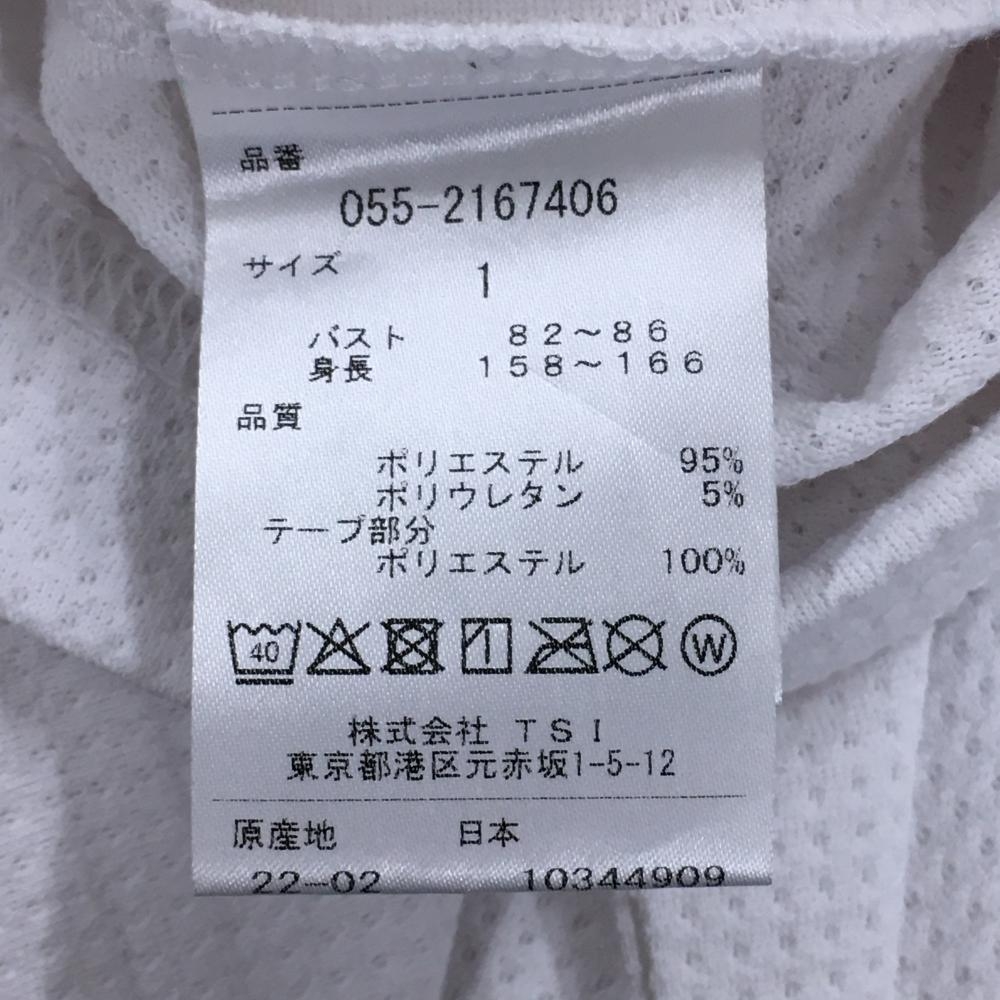 品番
055-2167406
サイズ 1
バスト 82〜86
身長 158〜166
品質
ポリエステル 95%
ポリウレタン 5%
テープ部分
ポリエステル 100%
40 1 W
株式会社 TSI
東京都港区元赤坂1-5-12
原産地 日本
22-02 10344909